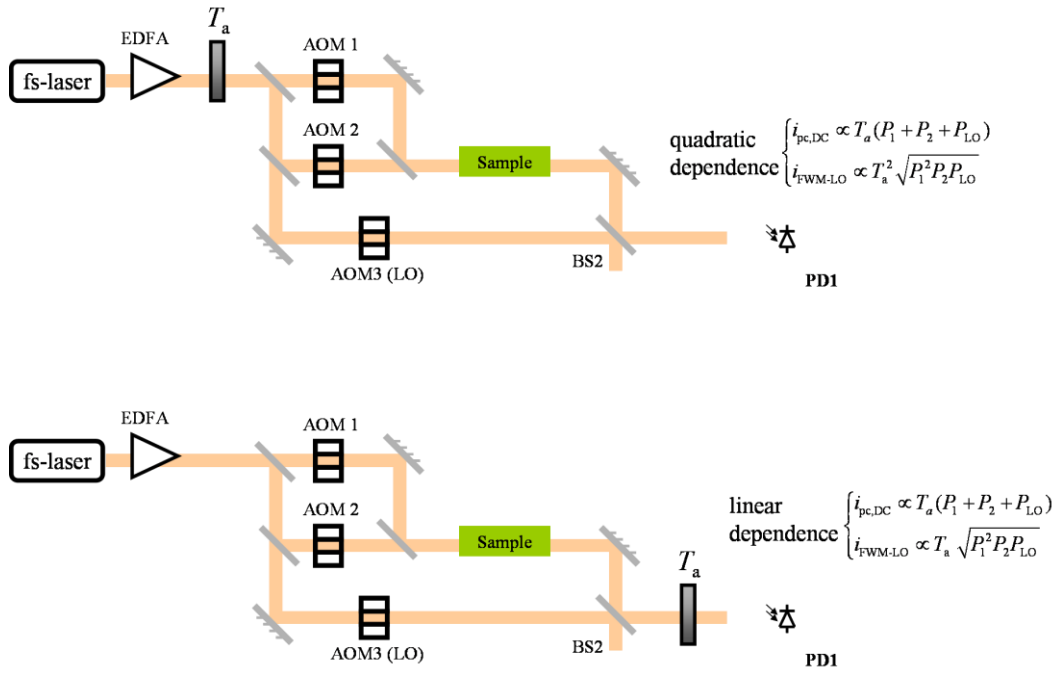 T_a
EDFA
AOM 1
fs-laser
AOM 2
Sample
quadratic
dependence
{ i_pc,DC ∝ T_a(P_1 + P_2 + P_LO)
i_FWM-LO ∝ T_a^2 √(P_1^2 P_2 P_LO)
AOM3 (LO)
BS2
PD1
EDFA
AOM 1
fs-laser
AOM 2
Sample
linear
dependence
{ i_pc,DC ∝ T_a(P_1 + P_2 + P_LO)
i_FWM-LO ∝ T_a √(P_1^2 P_2 P_LO)
T_a
AOM3 (LO)
BS2
PD1